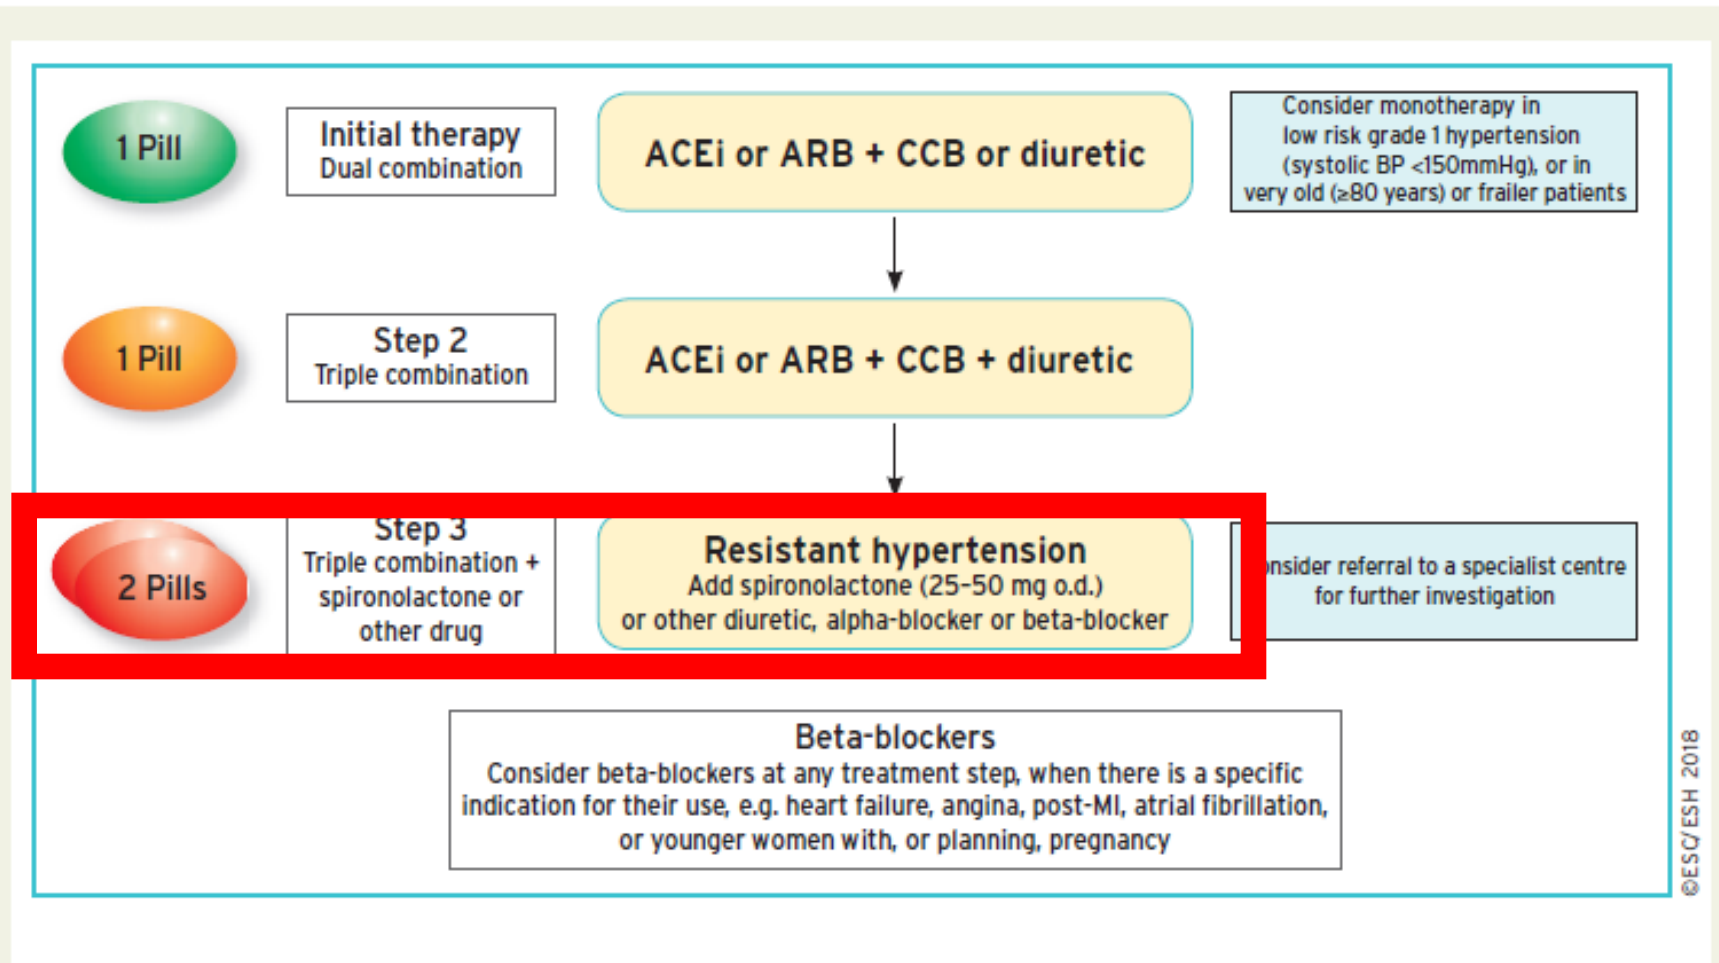 1 Pill
Initial therapy
Dual combination
ACEi or ARB + CCB or diuretic
Consider monotherapy in
low risk grade 1 hypertension
(systolic BP <150mmHg), or in
very old (≥80 years) or frailer patients
1 Pill
Step 2
Triple combination
ACEi or ARB + CCB + diuretic
2 Pills
Step 3
Triple combination +
spironolactone or
other drug
Resistant hypertension
Add spironolactone (25-50 mg o.d.)
or other diuretic, alpha-blocker or beta-blocker
nsider referral to a specialist centre
for further investigation
Beta-blockers
Consider beta-blockers at any treatment step, when there is a specific
indication for their use, e.g. heart failure, angina, post-MI, atrial fibrillation,
or younger women with, or planning, pregnancy
©ESC/ESH 2018